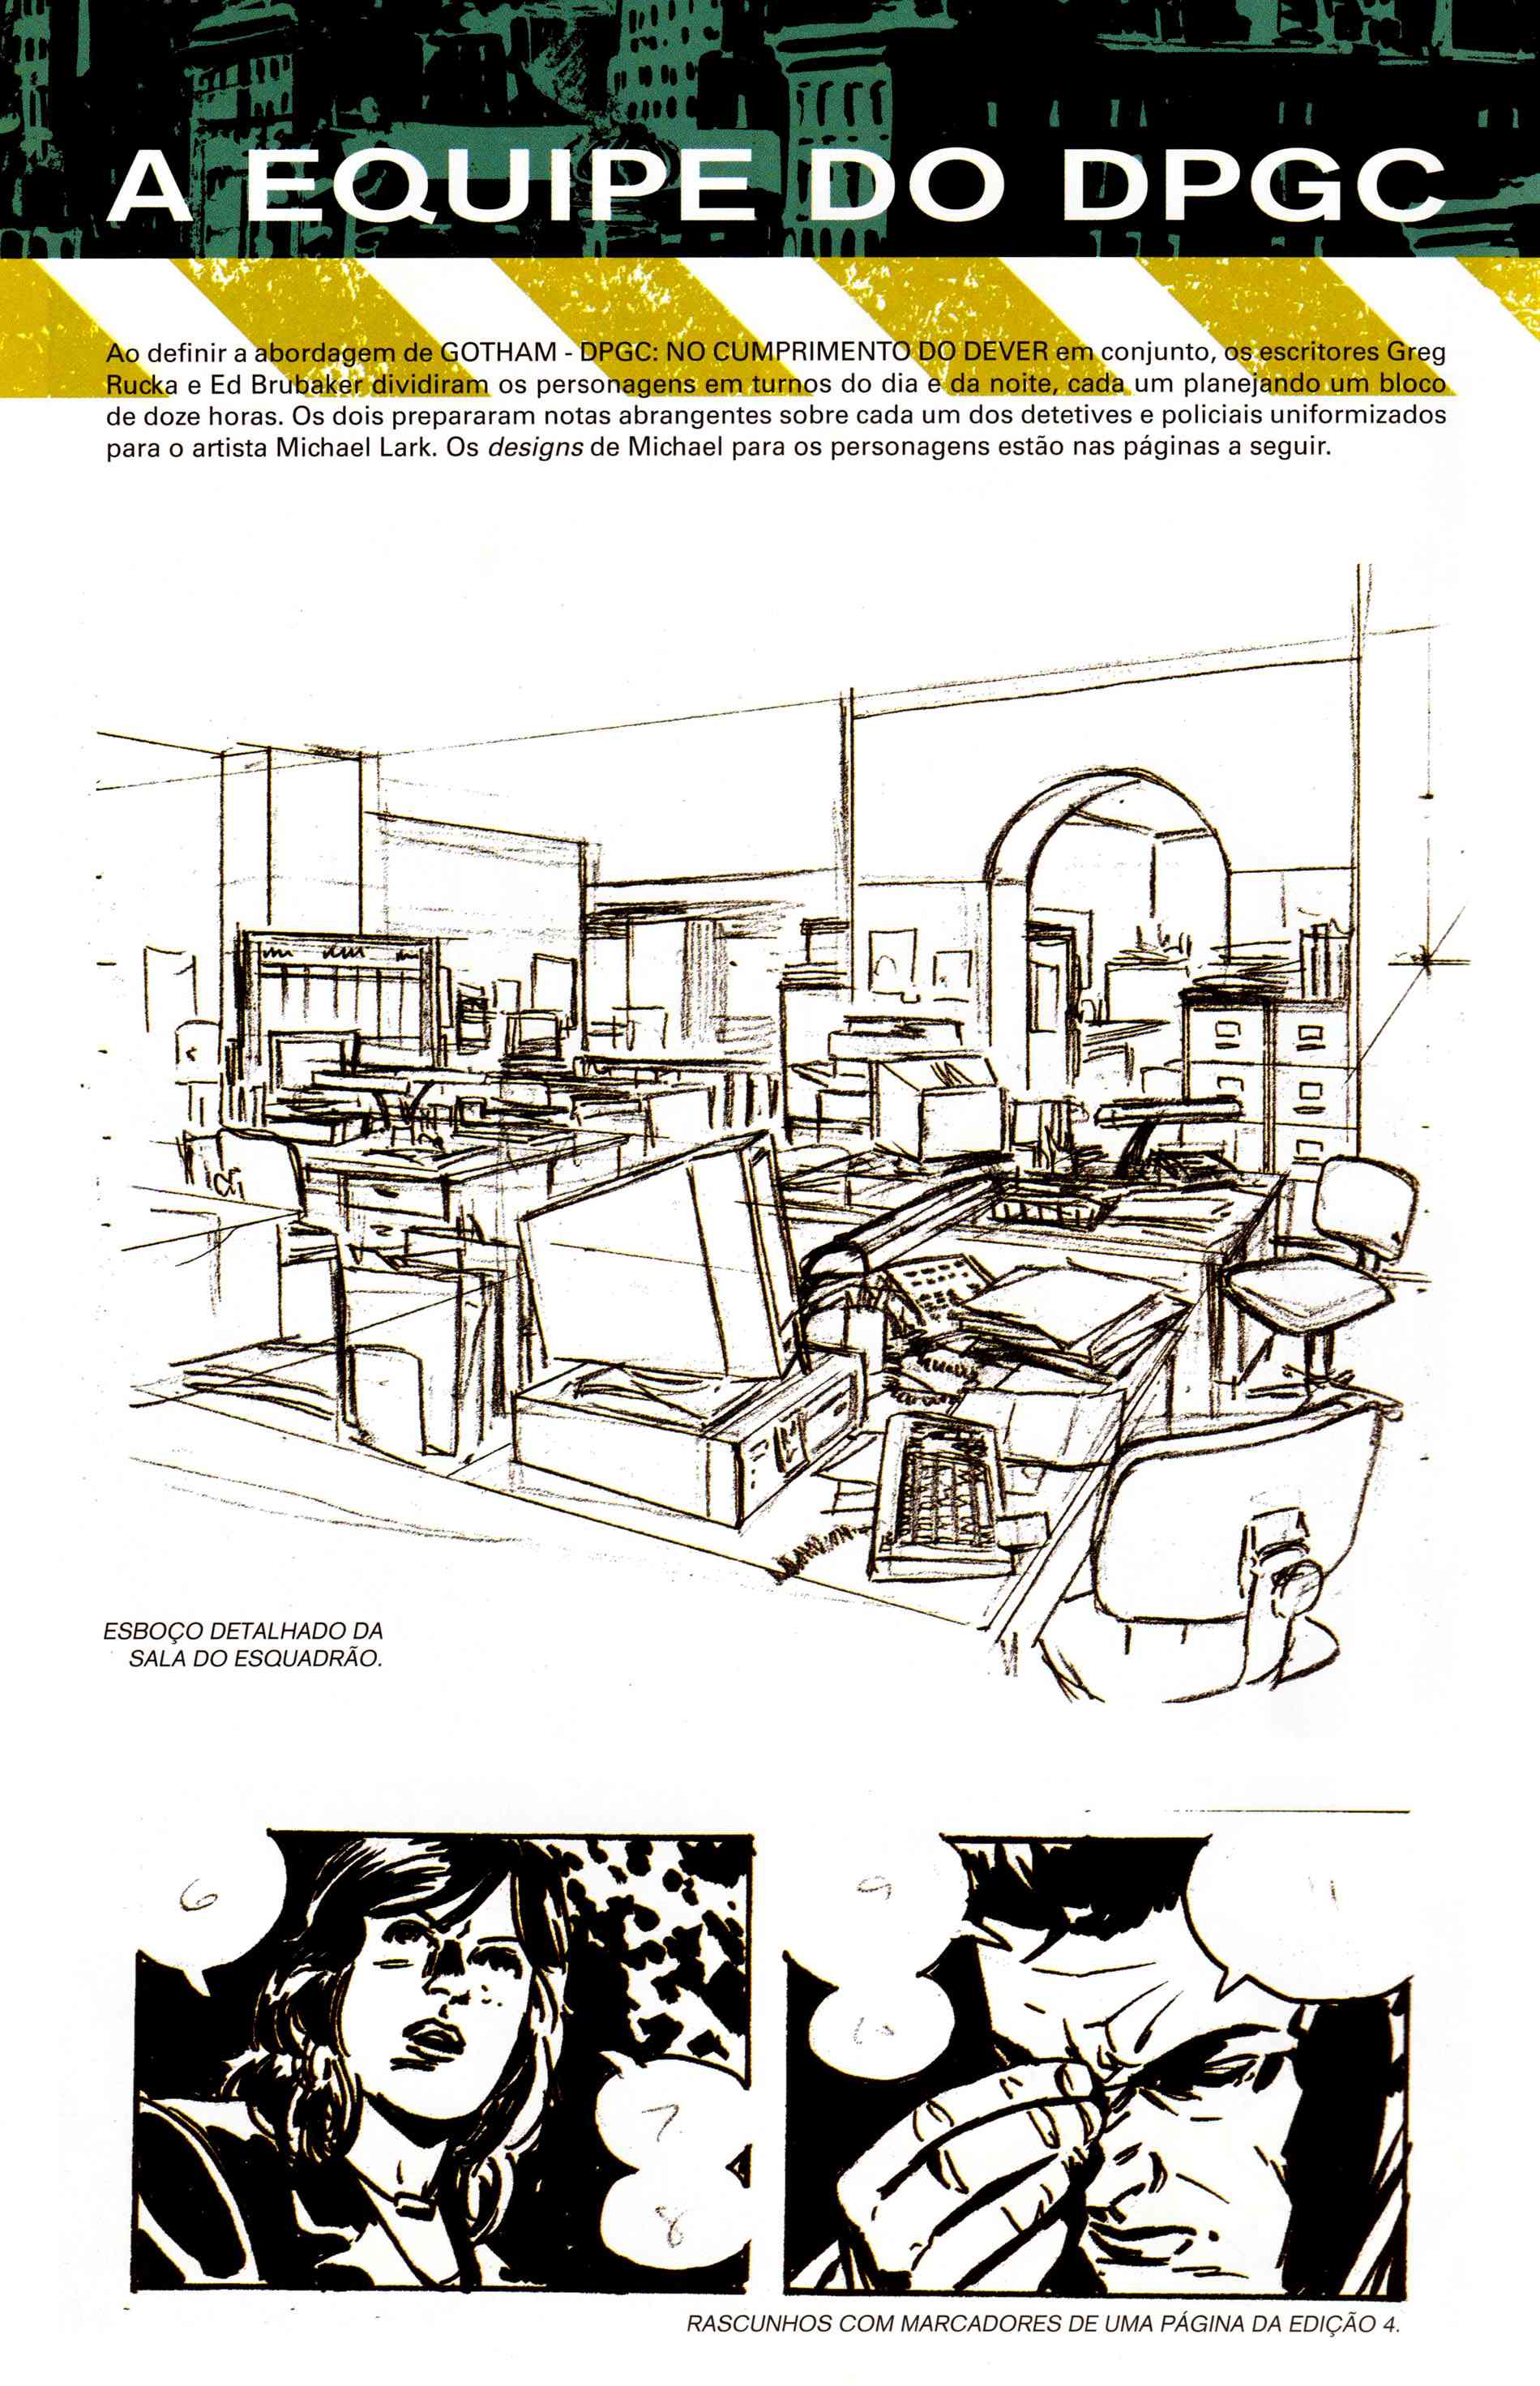 A EQUIPE DO DPGC
Ao definir a abordagem de GOTHAM - DPGC: NO CUMPRIMENTO DO DEVER em conjunto, os escritores Greg
Rucka e Ed Brubaker dividiram os personagens em turnos do dia e da noite, cada um planejando um bloco
de doze horas. Os dois prepararam notas abrangentes sobre cada um dos detetives e policiais uniformizados
para o artista Michael Lark. Os designs de Michael para os personagens estão nas páginas a seguir.
ESBOÇO DETALHADO DA
SALA DO ESQUADRÃO.
6
7
8
9
10
11
RASCUNHOS COM MARCADORES DE UMA PÁGINA DA EDIÇÃO 4.